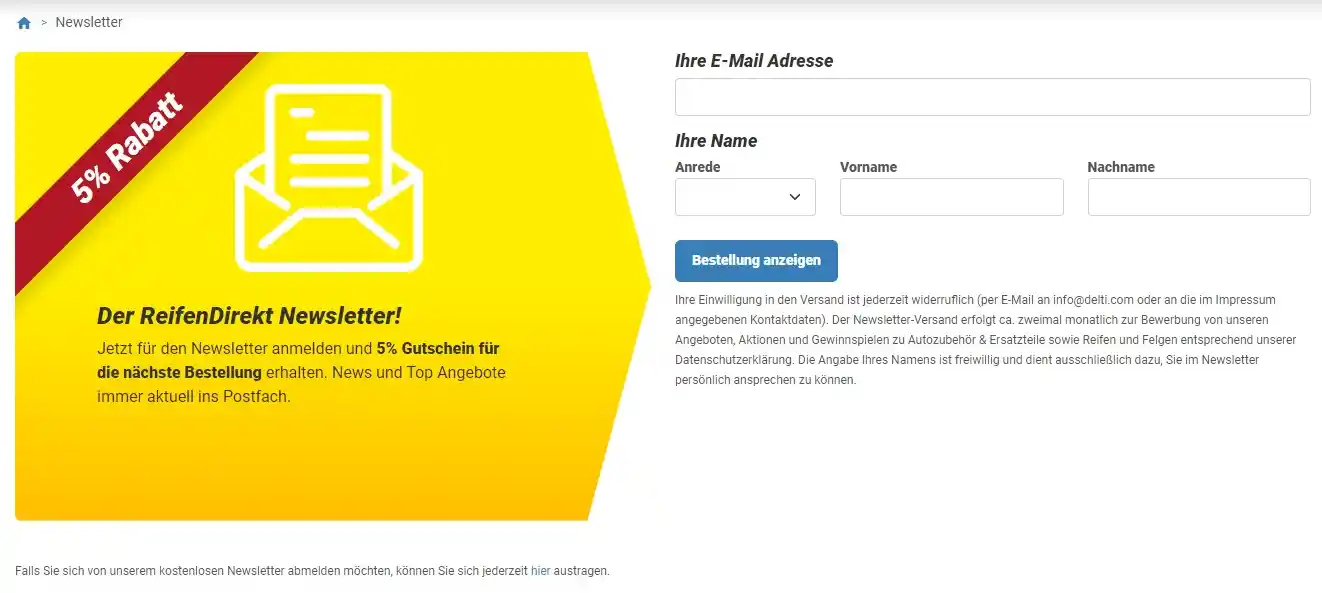 > Newsletter
5% Rabatt
Der ReifenDirekt Newsletter!
Jetzt für den Newsletter anmelden und 5% Gutschein für
die nächste Bestellung erhalten. News und Top Angebote
immer aktuell ins Postfach.
Ihre E-Mail Adresse
Ihre Name
Anrede Vorname Nachname
Bestellung anzeigen
Ihre Einwilligung in den Versand ist jederzeit widerruflich (per E-Mail an info@delti.com oder an die im Impressum
angegebenen Kontaktdaten). Der Newsletter-Versand erfolgt ca. zweimal monatlich zur Bewerbung von unseren
Angeboten, Aktionen und Gewinnspielen zu Autozubehör & Ersatzteile sowie Reifen und Felgen entsprechend unserer
Datenschutzerklärung. Die Angabe Ihres Namens ist freiwillig und dient ausschließlich dazu, Sie im Newsletter
persönlich ansprechen zu können.
Falls Sie sich von unserem kostenlosen Newsletter abmelden möchten, können Sie sich jederzeit hier austragen.